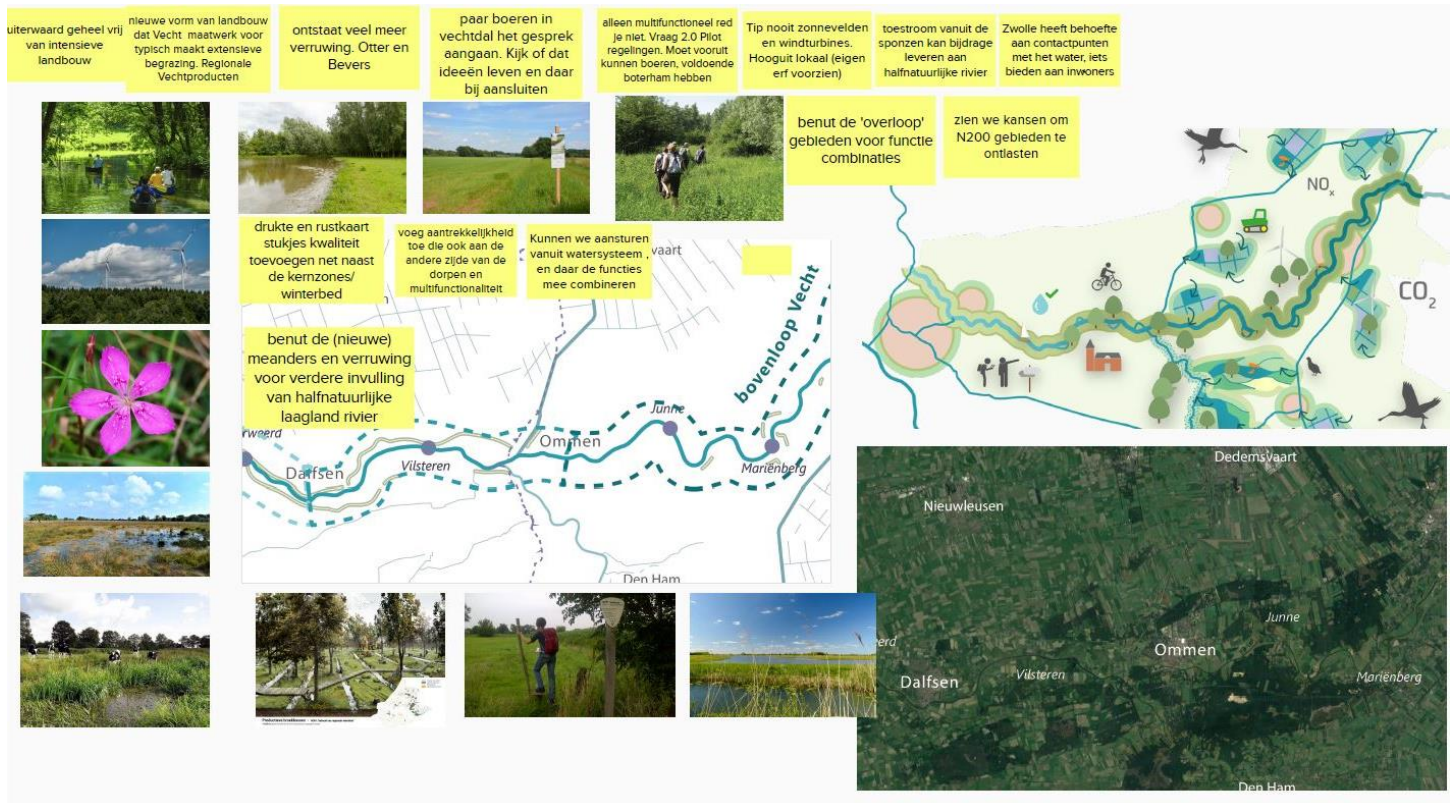 uiterwaard geheel vrij
van intensieve
landbouw
nieuwe vorm van landbouw
dat Vecht maatwerk voor
typisch maakt extensieve
begrazing. Regionale
Vechtproducten
ontstaat veel meer
verruwing. Otter en
Bevers
paar boeren in
vechtdal het gesprek
aangaan. Kijk of dat
ideeën leven en daar
bij aansluiten
alleen multifunctioneel red
je niet. Vraag 2.0 Pilot
regelingen. Moet vooruit
kunnen boeren, voldoende
boterham hebben
Tip nooit zonnevelden
en windturbines.
Hooguit lokaal (eigen
erf voorzien)
toestroom vanuit de
sponzen kan bijdrage
leveren aan
halfnatuurlijke rivier
Zwolle heeft behoefte
aan contactpunten
met het water, iets
bieden aan inwoners
benut de 'overloop'
gebieden voor functie
combinaties
zien we kansen om
N200 gebieden te
ontlasten
drukte en rustkaart
stukjes kwaliteit
toevoegen net naast
de kernzones/
winterbed
voeg aantrekkelijkheid
toe die ook aan de
andere zijde van de
dorpen en
multifunctionaliteit
Kunnen we aansturen
vanuit watersysteem ,
en daar de functies
mee combineren
benut de (nieuwe)
meanders en verruwing
voor verdere invulling
van halfnatuurlijke
laagland rivier
vaart
bovenloop Vecht
Junne
Ommen
erweerd
Dalfsen
Vilsteren
Mariënberg
Den Ham
NOx
CO2
Dedemsvaart
Nieuwleusen
Junne
eerd
Ommen
Dalfsen
Vilsteren
Mariënberg
Den Ham